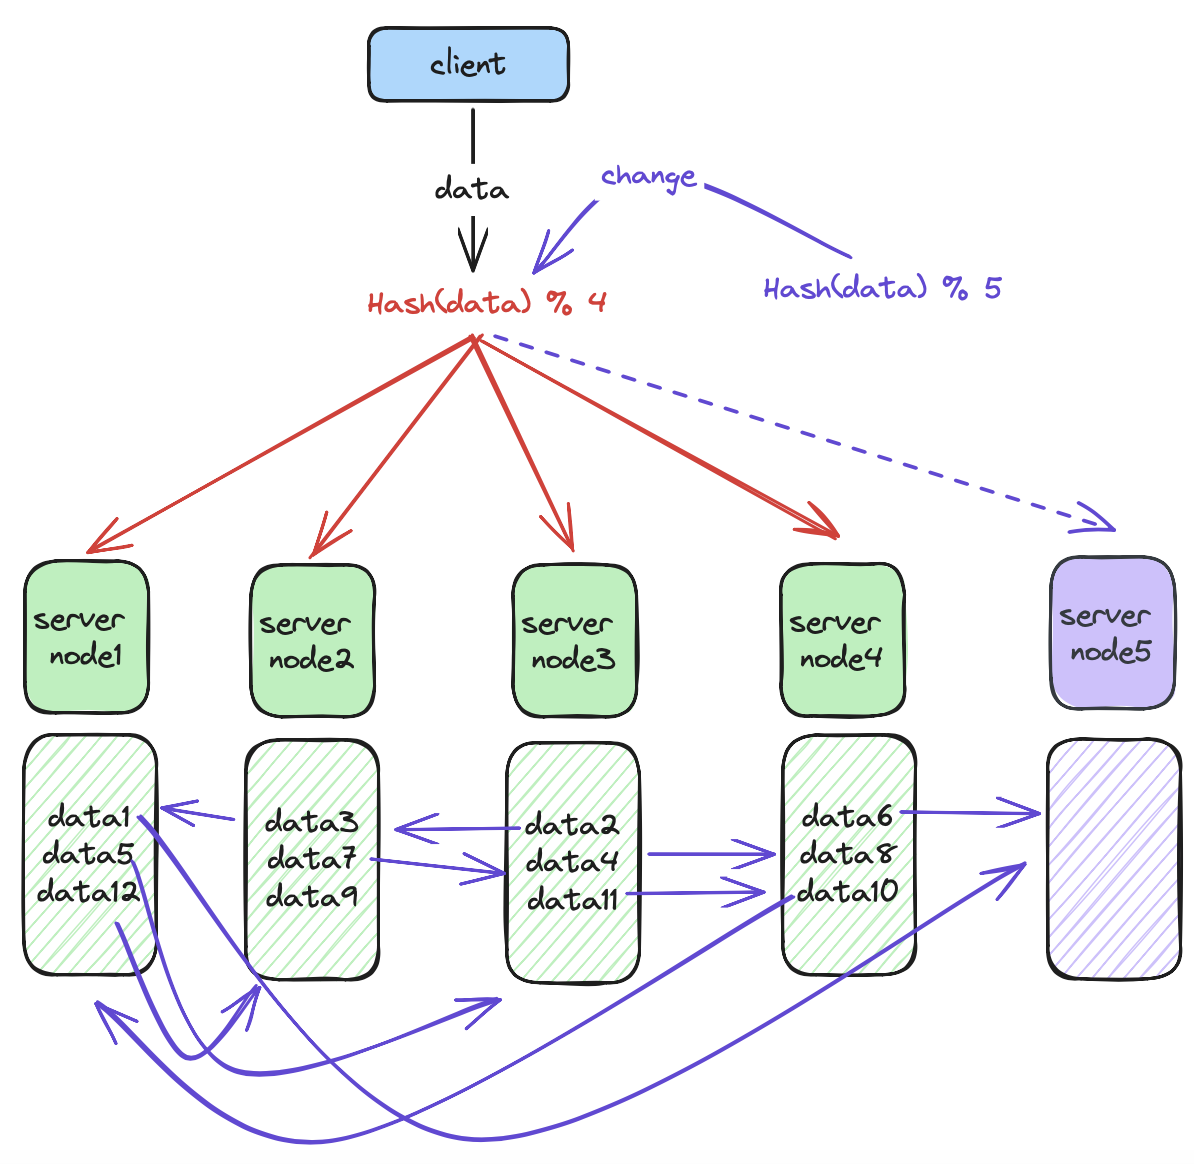 client
data
change
Hash(data) % 4
Hash(data) % 5
server
node1
server
node2
server
node3
server
node4
server
node5
data1
data5
data12
data3
data7
data9
data2
data4
data11
data6
data8
data10